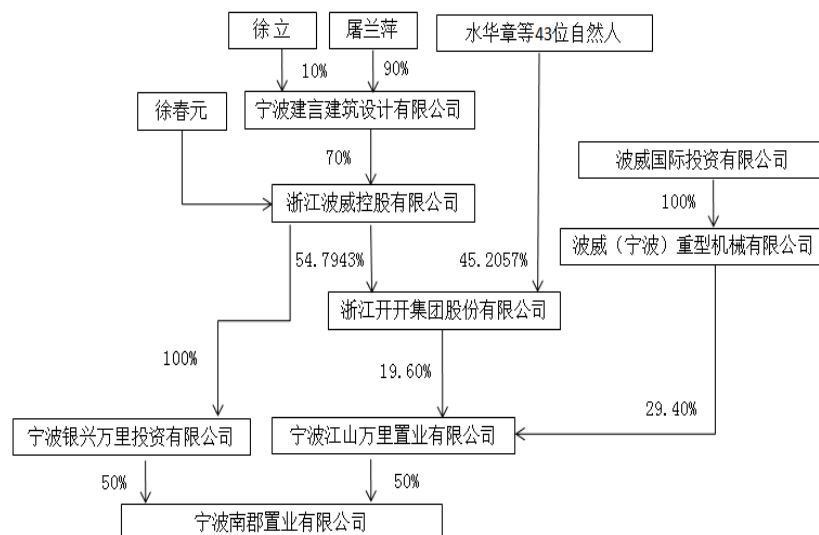 徐立
屠兰萍
水华章等43位自然人
10%
90%
徐春元
宁波建言建筑设计有限公司
70%
波威国际投资有限公司
浙江波威控股有限公司
100%
波威（宁波）重型机械有限公司
54.7943%
45.2057%
浙江开开集团股份有限公司
100%
19.60%
29.40%
宁波银兴万里投资有限公司
宁波江山万里置业有限公司
50%
50%
宁波南郡置业有限公司